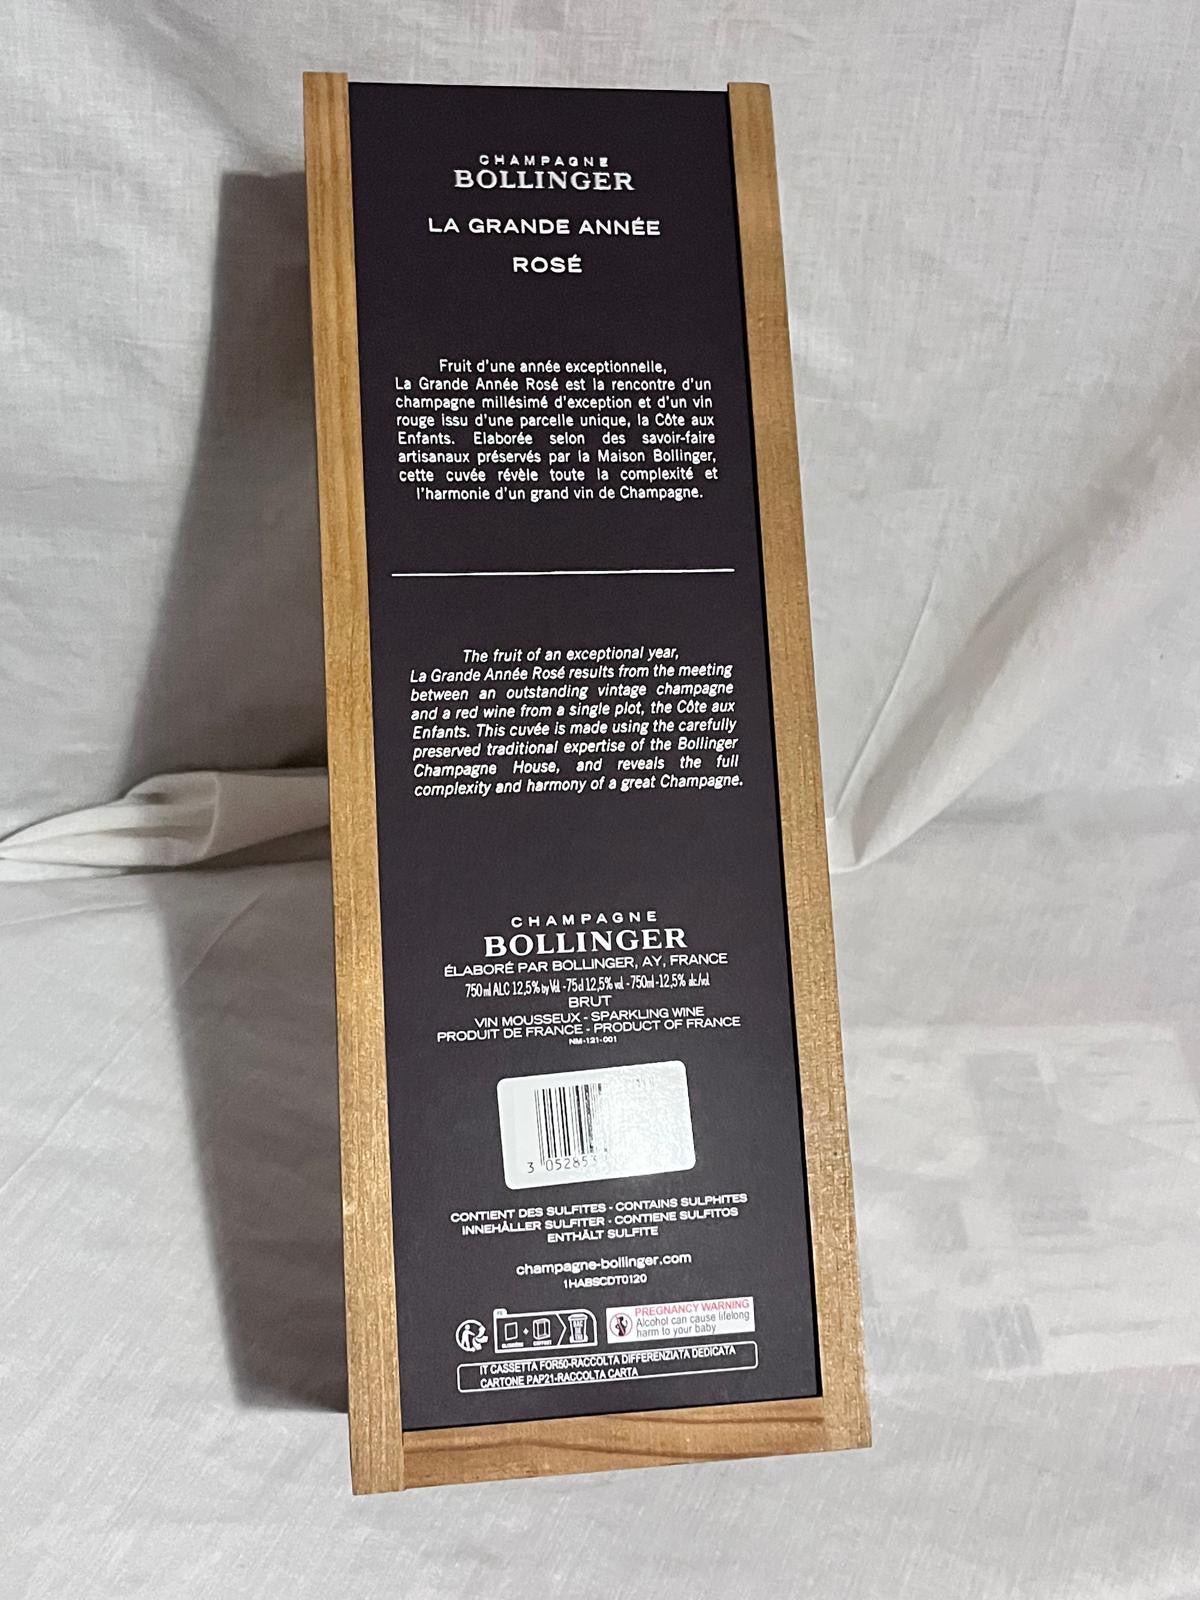 CHAMPAGNE
BOLLINGER
LA GRANDE ANNÉE
ROSÉ
Fruit d'une année exceptionnelle,
La Grande Année Rosé est la rencontre d'un
champagne millésimé d'exception et d'un vin
rouge issu d'une parcelle unique, la Côte aux
Enfants. Elaborée selon des savoir-faire
artisanaux préservés par la Maison Bollinger,
cette cuvée révèle toute la complexité et
l'harmonie d'un grand vin de Champagne.
The fruit of an exceptional year,
La Grande Année Rosé results from the meeting
between an outstanding vintage champagne
and a red wine from a single plot, the Côte aux
Enfants. This cuvée is made using the carefully
preserved traditional expertise of the Bollinger
Champagne House, and reveals the full
complexity and harmony of a great Champagne.
CHAMPAGNE
BOLLINGER
ÉLABORÉ PAR BOLLINGER, AY, FRANCE
750 ml ALC 12,5% by Vol - 75cl 12,5% vol - 750ml - 12,5% alc./vol.
BRUT
VIN MOUSSEUX - SPARKLING WINE
PRODUIT DE FRANCE - PRODUCT OF FRANCE
NM-121-001
3 052853
CONTIENT DES SULFITES - CONTAINS SULPHITES
INNEHÅLLER SULFITER - CONTIENE SULFITOS
ENTHÄLT SULFITE
champagne-bollinger.com
1HABSCDT0120
FR
BAC DE TRI
PREGNANCY WARNING
Alcohol can cause lifelong
harm to your baby
IT CASSETTA FOR50-RACCOLTA DIFFERENZIATA DEDICATA
CARTONE PAP21-RACCOLTA CARTA